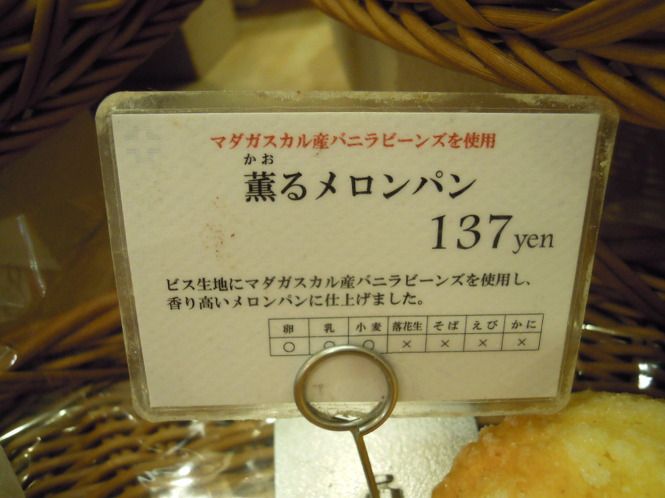 マダガスカル産バニラビーンズを使用
かお
薫るメロンパン
137yen
ビス生地にマダガスカル産バニラビーンズを使用し、
香り高いメロンパンに仕上げました。
卵 乳 小麦 落花生 そば えび かに
○ ○ ○ × × × ×